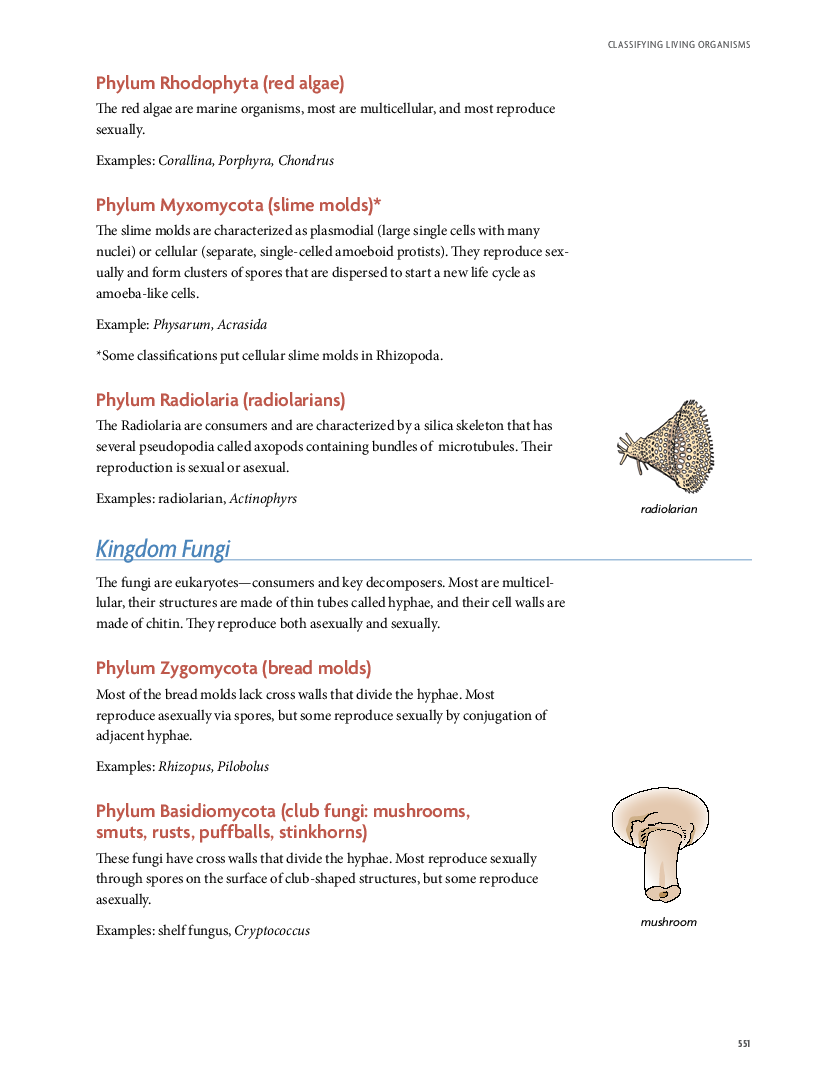 CLASSIFYING LIVING ORGANISMS
Phylum Rhodophyta (red algae)
The red algae are marine organisms, most are multicellular, and most reproduce
sexually.
Examples: Corallina, Porphyra, Chondrus
Phylum Myxomycota (slime molds)*
The slime molds are characterized as plasmodial (large single cells with many
nuclei) or cellular (separate, single-celled amoeboid protists). They reproduce sex-
ually and form clusters of spores that are dispersed to start a new life cycle as
amoeba-like cells.
Example: Physarum, Acrasida
*Some classifications put cellular slime molds in Rhizopoda.
Phylum Radiolaria (radiolarians)
The Radiolaria are consumers and are characterized by a silica skeleton that has
several pseudopodia called axopods containing bundles of microtubules. Their
reproduction is sexual or asexual.
Examples: radiolarian, Actinophyrs
radiolarian
Kingdom Fungi
The fungi are eukaryotes—consumers and key decomposers. Most are multicel-
lular, their structures are made of thin tubes called hyphae, and their cell walls are
made of chitin. They reproduce both asexually and sexually.
Phylum Zygomycota (bread molds)
Most of the bread molds lack cross walls that divide the hyphae. Most
reproduce asexually via spores, but some reproduce sexually by conjugation of
adjacent hyphae.
Examples: Rhizopus, Pilobolus
Phylum Basidiomycota (club fungi: mushrooms,
smuts, rusts, puffballs, stinkhorns)
These fungi have cross walls that divide the hyphae. Most reproduce sexually
through spores on the surface of club-shaped structures, but some reproduce
asexually.
Examples: shelf fungus, Cryptococcus
mushroom
551